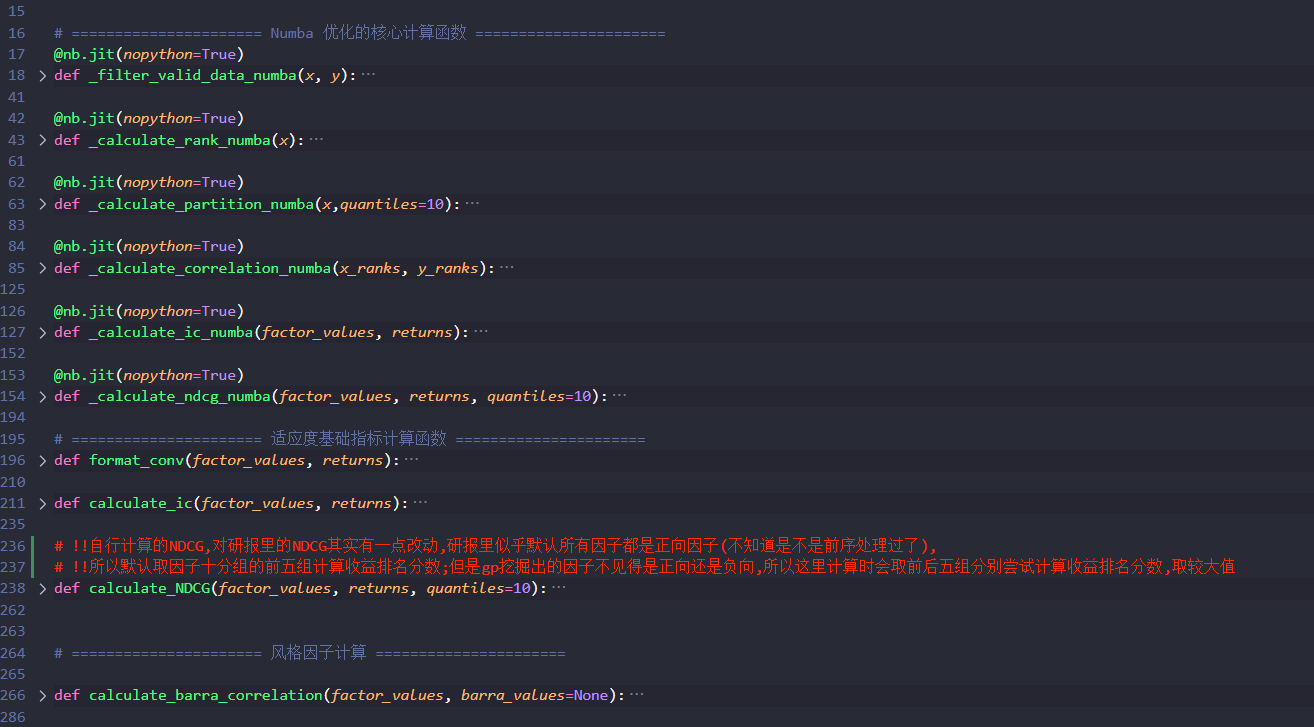 15
16 # ====================== Numba 优化的核心计算函数 ======================
17 @nb.jit(nopython=True)
18 > def _filter_valid_data_numba(x, y): ···
41
42 @nb.jit(nopython=True)
43 > def _calculate_rank_numba(x): ···
61
62 @nb.jit(nopython=True)
63 > def _calculate_partition_numba(x,quantiles=10): ···
83
84 @nb.jit(nopython=True)
85 > def _calculate_correlation_numba(x_ranks, y_ranks): ···
125
126 @nb.jit(nopython=True)
127 > def _calculate_ic_numba(factor_values, returns): ···
152
153 @nb.jit(nopython=True)
154 > def _calculate_ndcg_numba(factor_values, returns, quantiles=10): ···
194
195 # ====================== 适应度基础指标计算函数 ======================
196 > def format_conv(factor_values, returns): ···
210
211 > def calculate_ic(factor_values, returns): ···
235
236 # !!自行计算的NDCG,对研报里的NDCG其实有一点改动,研报里似乎默认所有因子都是正向因子(不知道是不是前序处理过了),
237 # !!所以默认取因子十分组的前五组计算收益排名分数;但是gp挖掘出的因子不见得是正向还是负向,所以这里计算时会取前后五组分别尝试计算收益排名分数,取较大值
238 > def calculate_NDCG(factor_values, returns, quantiles=10): ···
262
263
264 # ====================== 风格因子计算 ======================
265
266 > def calculate_barra_correlation(factor_values, barra_values=None): ···
286